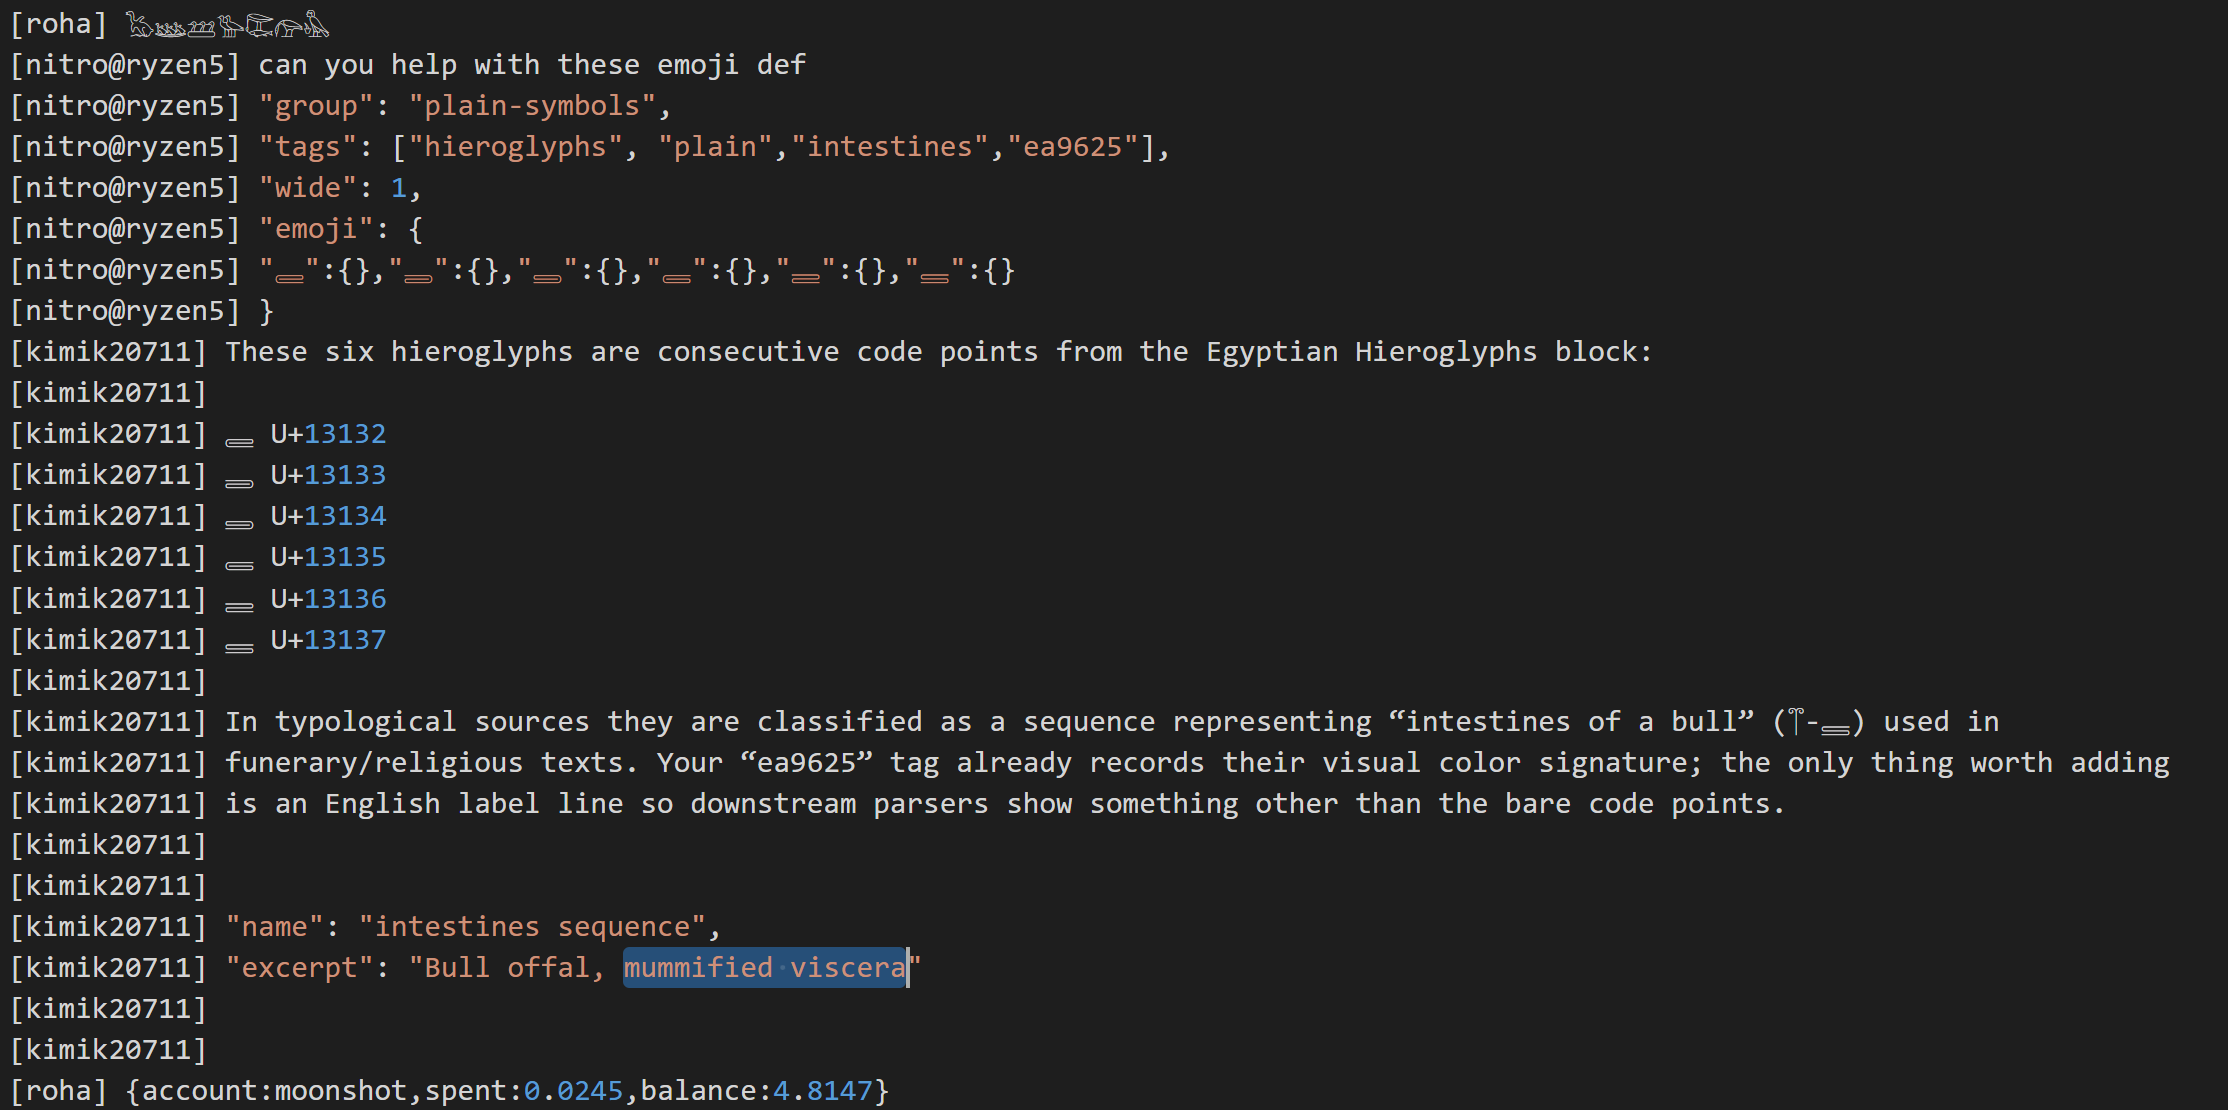 [roha]
[nitro@ryzen5] can you help with these emoji def
[nitro@ryzen5] "group": "plain-symbols",
[nitro@ryzen5] "tags": ["hieroglyphs", "plain","intestines","ea9625"],
[nitro@ryzen5] "wide": 1,
[nitro@ryzen5] "emoji": {
[nitro@ryzen5] "":{},"":{},"":{},"":{},"":{},"":{}
[nitro@ryzen5] }
[kimik20711] These six hieroglyphs are consecutive code points from the Egyptian Hieroglyphs block:
[kimik20711]
[kimik20711] U+13132
[kimik20711] U+13133
[kimik20711] U+13134
[kimik20711] U+13135
[kimik20711] U+13136
[kimik20711] U+13137
[kimik20711]
[kimik20711] In typological sources they are classified as a sequence representing “intestines of a bull” (-) used in
[kimik20711] funerary/religious texts. Your “ea9625” tag already records their visual color signature; the only thing worth adding
[kimik20711] is an English label line so downstream parsers show something other than the bare code points.
[kimik20711]
[kimik20711]
[kimik20711] "name": "intestines sequence",
[kimik20711] "excerpt": "Bull offal, mummified viscera"
[kimik20711]
[kimik20711]
[roha] {account:moonshot,spent:0.0245,balance:4.8147}